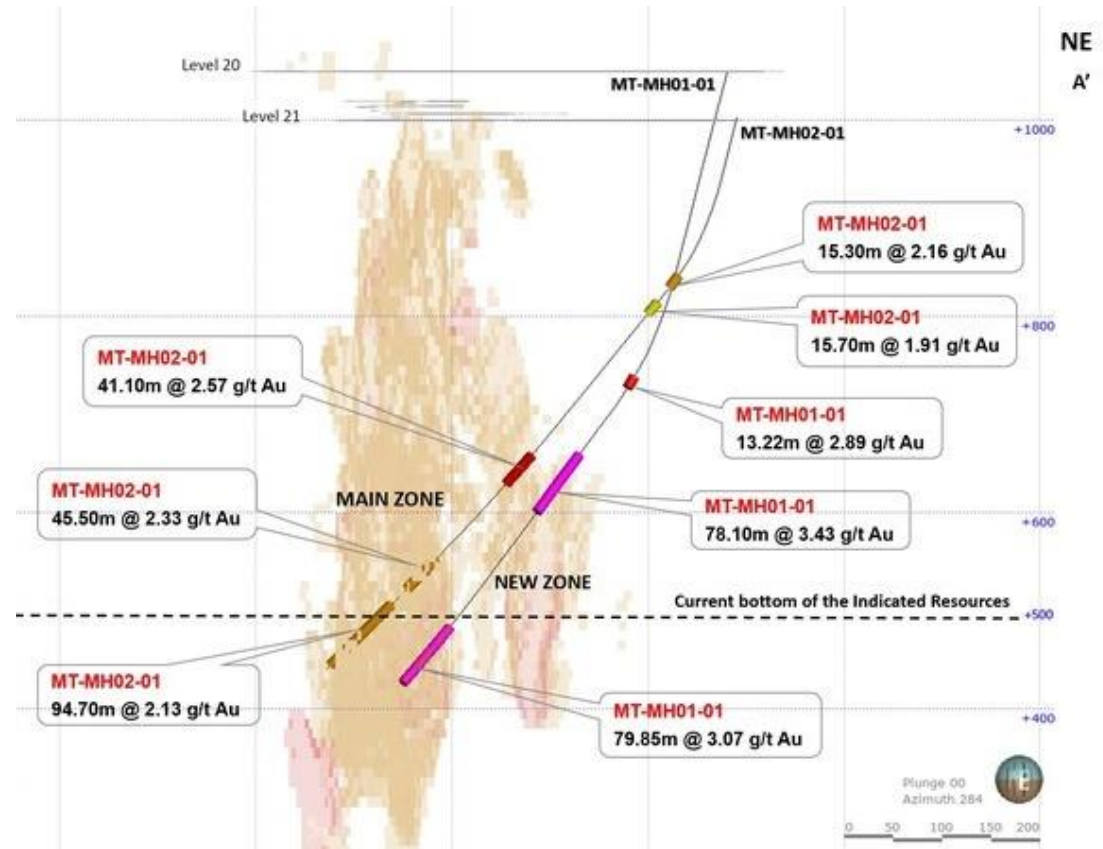 NE
A'
Level 20
MT-MH01-01
Level 21
MT-MH02-01
+1000
MT-MH02-01
15.30m @ 2.16 g/t Au
MT-MH02-01
15.70m @ 1.91 g/t Au
+800
MT-MH02-01
41.10m @ 2.57 g/t Au
MT-MH01-01
13.22m @ 2.89 g/t Au
MT-MH02-01
45.50m @ 2.33 g/t Au
MAIN ZONE
MT-MH01-01
78.10m @ 3.43 g/t Au
+600
NEW ZONE
Current bottom of the Indicated Resources
+500
MT-MH02-01
94.70m @ 2.13 g/t Au
MT-MH01-01
79.85m @ 3.07 g/t Au
+400
Plunge 00
Azimuth 284
0 50 100 150 200